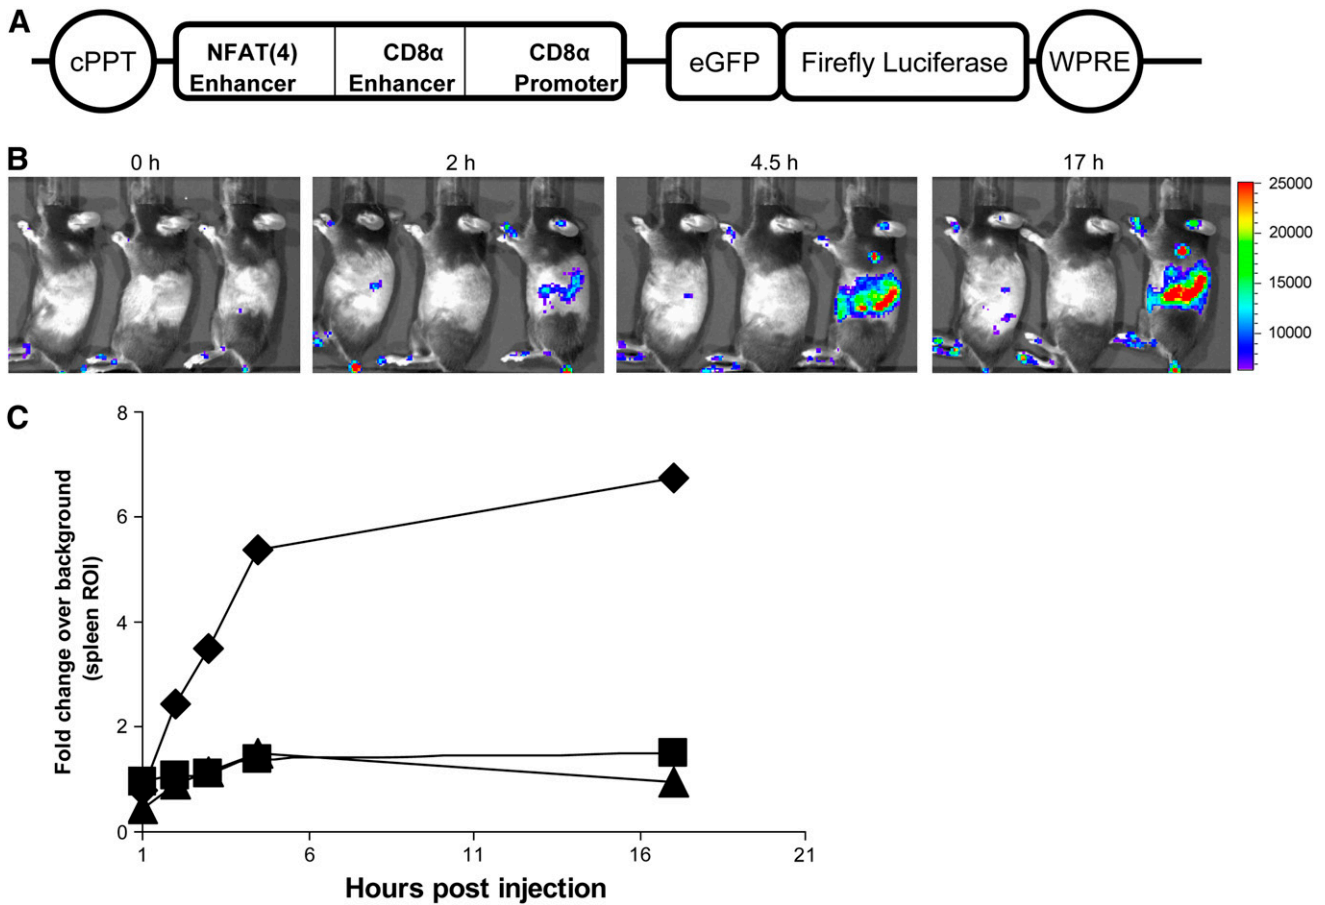 A
cPPT
NFAT(4)
Enhancer
CD8α
Enhancer
CD8α
Promoter
eGFP
Firefly Luciferase
WPRE
B
0 h
2 h
4.5 h
17 h
25000
20000
15000
10000
C
Fold change over background
(spleen ROI)
8
6
4
2
0
1
6
11
16
21
Hours post injection